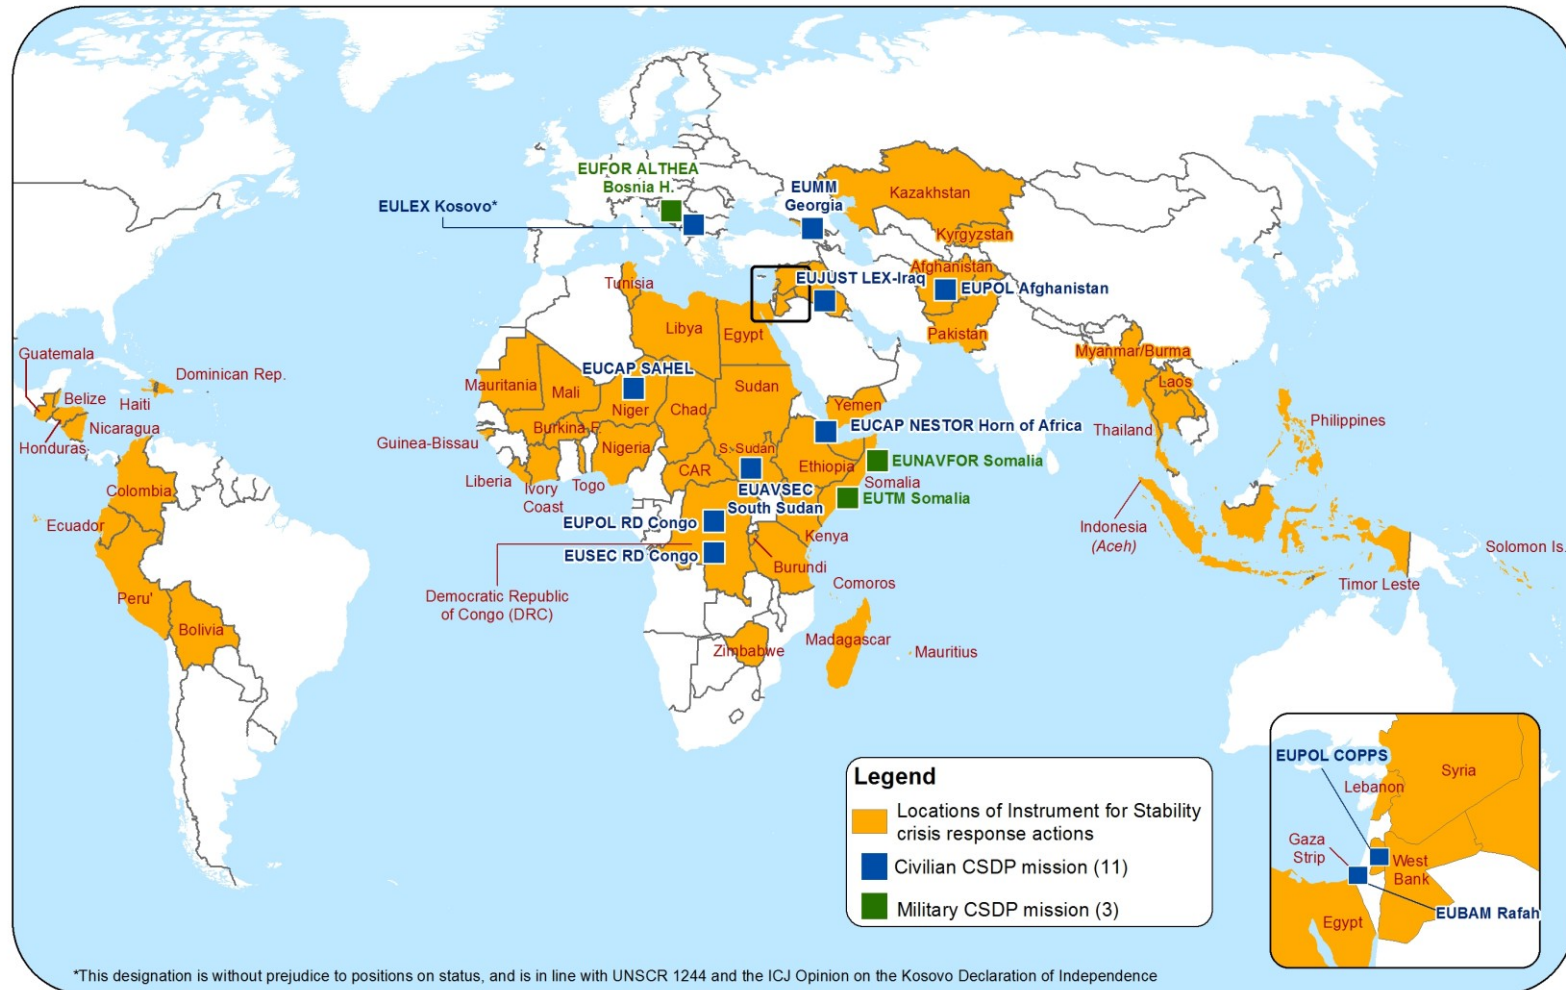 EUFOR ALTHEA
Bosnia H.
EULEX Kosovo*
EUMM
Georgia
Kazakhstan
Kyrgyzstan
Afghanistan
EUJUST LEX-Iraq
EUPOL Afghanistan
Pakistan
Tunisia
Libya
Egypt
Myanmar/Burma
Laos
Thailand
Philippines
Guatemala
Belize
Haiti
Dominican Rep.
Nicaragua
Honduras
Colombia
Ecuador
Peru'
Bolivia
EUCAP SAHEL
Mauritania
Mali
Niger
Chad
Sudan
Yemen
Burkina F.
Guinea-Bissau
Nigeria
EUCAP NESTOR Horn of Africa
S. Sudan
CAR
Ethiopia
EUNAVFOR Somalia
Somalia
EUTM Somalia
Liberia
Ivory
Coast
Togo
EUAVSEC
South Sudan
EUPOL RD Congo
EUSEC RD Congo
Kenya
Burundi
Comoros
Democratic Republic
of Congo (DRC)
Indonesia
(Aceh)
Solomon Is.
Timor Leste
Zimbabwe
Madagascar
Mauritius
Legend
Locations of Instrument for Stability
crisis response actions
Civilian CSDP mission (11)
Military CSDP mission (3)
EUPOL COPPS
Syria
Lebanon
Gaza
Strip
West
Bank
EUBAM Rafah
Egypt
*This designation is without prejudice to positions on status, and is in line with UNSCR 1244 and the ICJ Opinion on the Kosovo Declaration of Independence